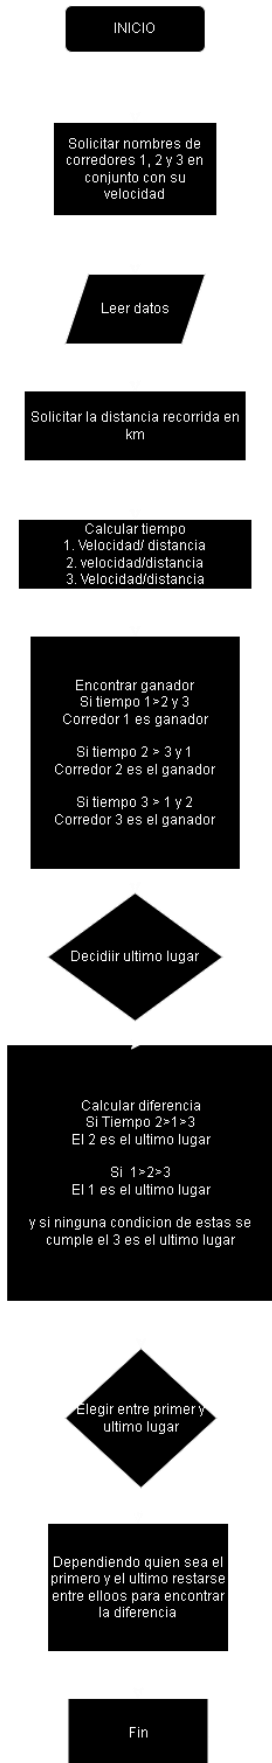 INICIO
Solicitar nombres de
corredores 1, 2 y 3 en
conjunto con su
velocidad
Leer datos
Solicitar la distancia recorrida en
km
Calcular tiempo
1. Velocidad/ distancia
2. velocidad/distancia
3. Velocidad/distancia
Encontrar ganador
Si tiempo 1>2 y 3
Corredor 1 es ganador
Si tiempo 2 > 3 y 1
Corredor 2 es el ganador
Si tiempo 3 > 1 y 2
Corredor 3 es el ganador
Decidiir ultimo lugar
Calcular diferencia
Si Tiempo 2>1>3
El 2 es el ultimo lugar
Si 1>2>3
El 1 es el ultimo lugar
y si ninguna condicion de estas se
cumple el 3 es el ultimo lugar
Elegir entre primer y
ultimo lugar
Dependiendo quien sea el
primero y el ultimo restarse
entre elloos para encontrar
la diferencia
Fin